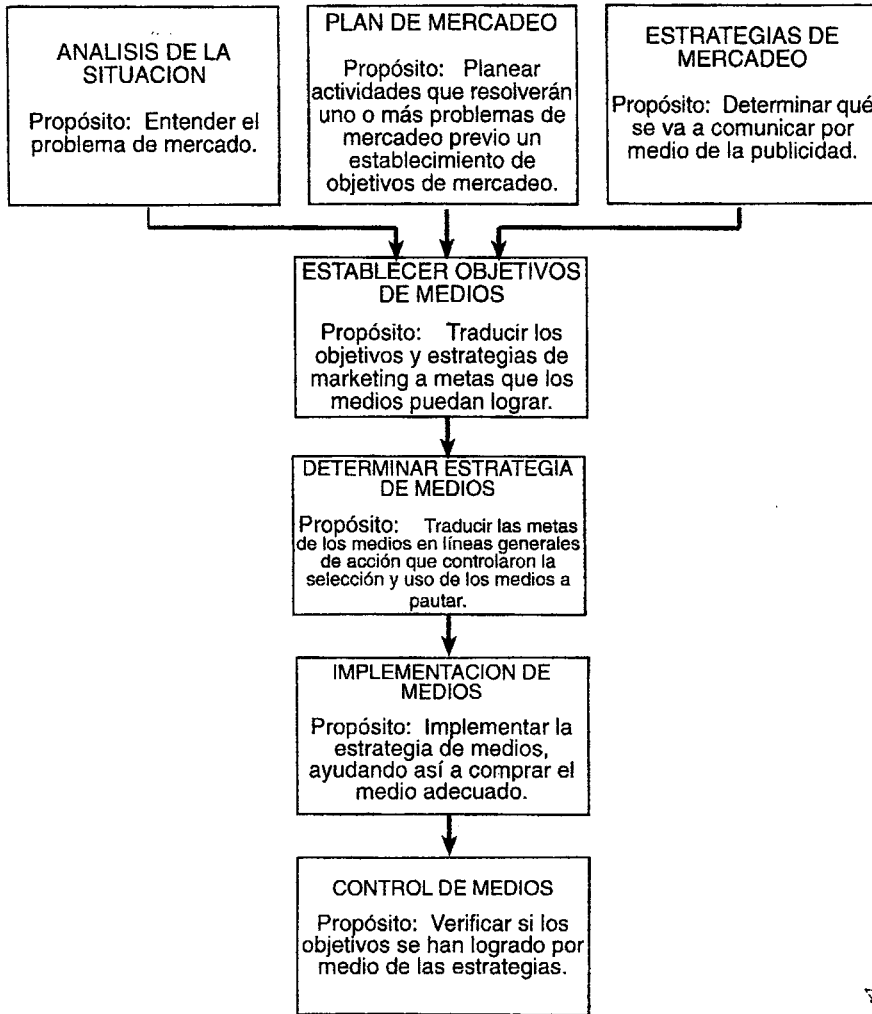 ANALISIS DE LA
SITUACION
Propósito: Entender el
problema de mercado.
PLAN DE MERCADEO
Propósito: Planear
actividades que resolverán
uno o más problemas de
mercadeo previo un
establecimiento de
objetivos de mercadeo.
ESTRATEGIAS DE
MERCADEO
Propósito: Determinar qué
se va a comunicar por
medio de la publicidad.
ESTABLECER OBJETIVOS
DE MEDIOS
Propósito: Traducir los
objetivos y estrategias de
marketing a metas que los
medios puedan lograr.
DETERMINAR ESTRATEGIA
DE MEDIOS
Propósito: Traducir las metas
de los medios en líneas generales
de acción que controlaron la
selección y uso de los medios a
pautar.
IMPLEMENTACION DE
MEDIOS
Propósito: Implementar la
estrategia de medios,
ayudando así a comprar el
medio adecuado.
CONTROL DE MEDIOS
Propósito: Verificar si los
objetivos se han logrado por
medio de las estrategias.